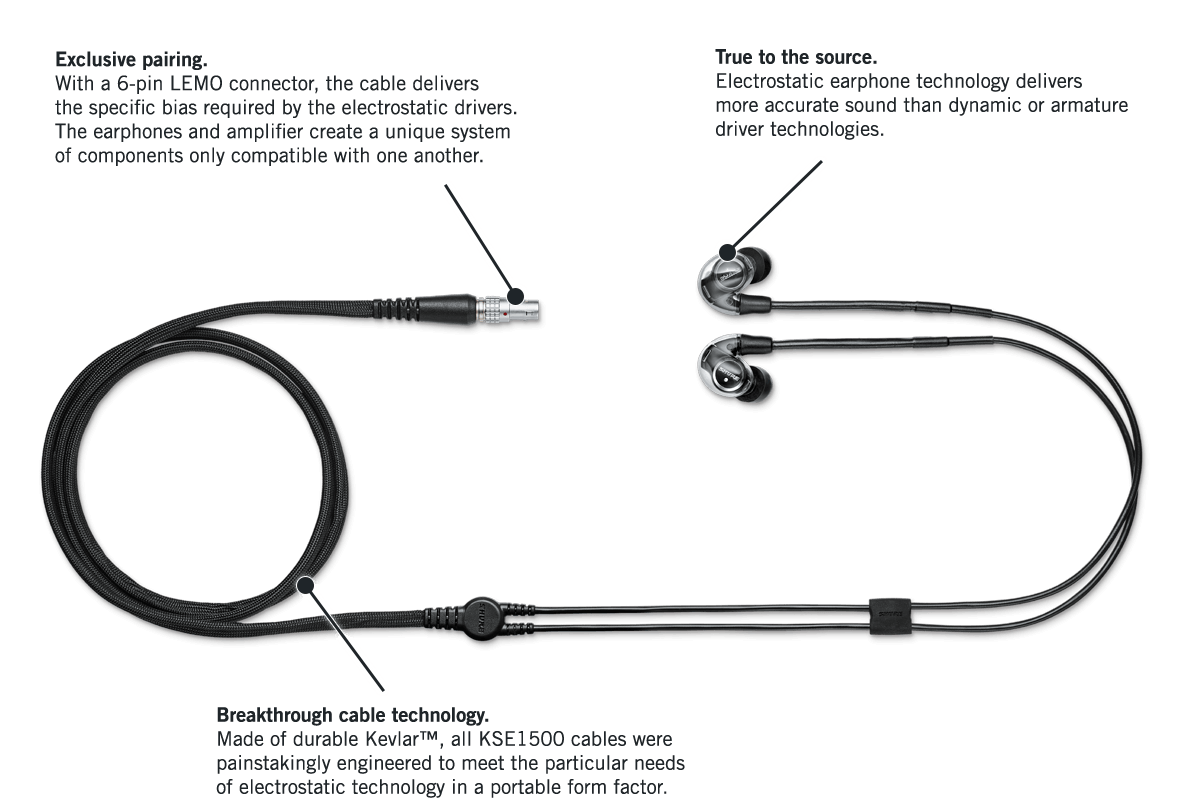 Exclusive pairing.
With a 6-pin LEMO connector, the cable delivers
the specific bias required by the electrostatic drivers.
The earphones and amplifier create a unique system
of components only compatible with one another.
True to the source.
Electrostatic earphone technology delivers
more accurate sound than dynamic or armature
driver technologies.
SHURE
SHURE
SHURE
Breakthrough cable technology.
Made of durable Kevlar™, all KSE1500 cables were
painstakingly engineered to meet the particular needs
of electrostatic technology in a portable form factor.